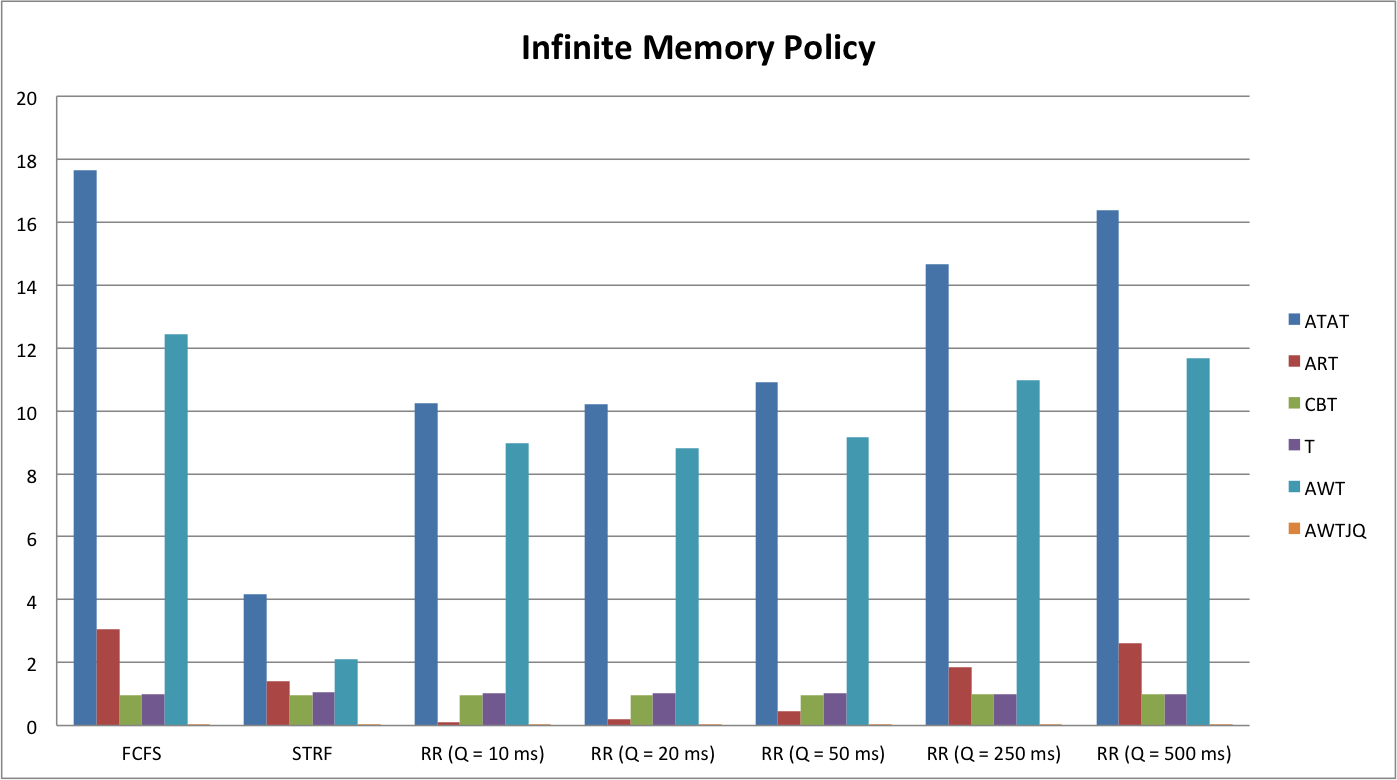 Infinite Memory Policy
20
18
16
14
12
10
8
6
4
2
0
FCFS
STRF
RR (Q = 10 ms)
RR (Q = 20 ms)
RR (Q = 50 ms)
RR (Q = 250 ms)
RR (Q = 500 ms)
ATAT
ART
CBT
T
AWT
AWTJQ